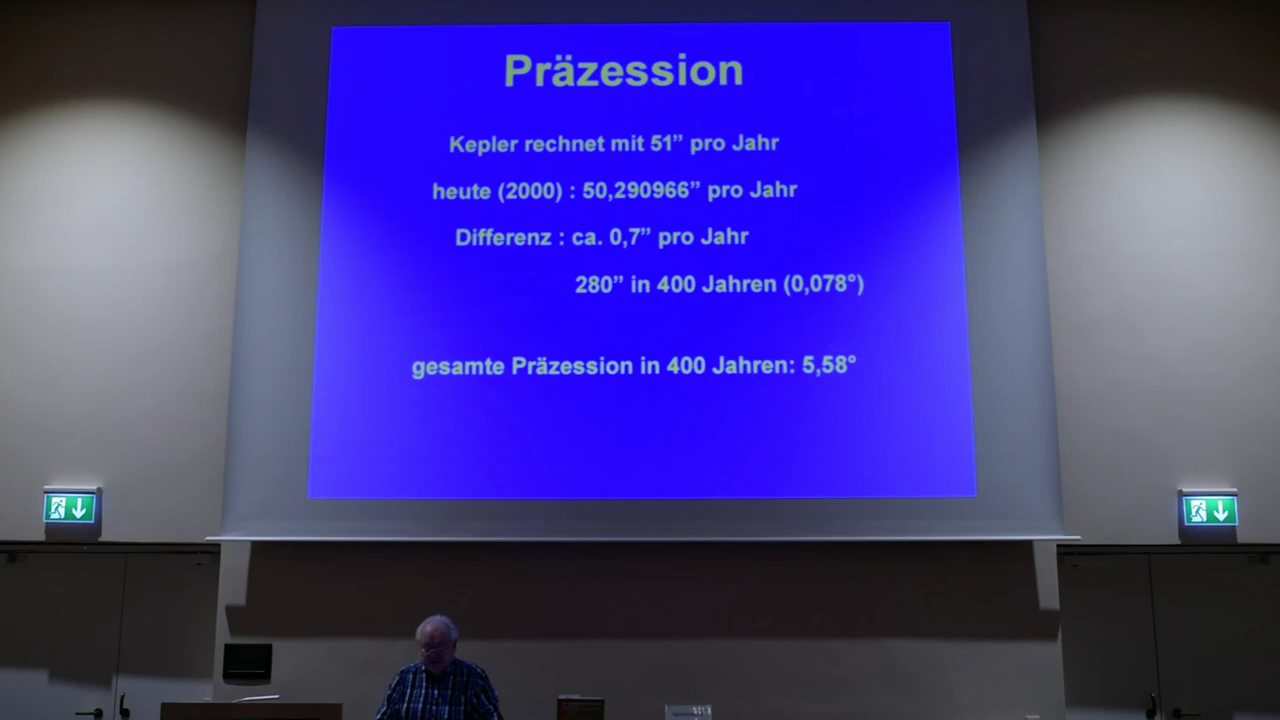 Präzession
Kepler rechnet mit 51” pro Jahr
heute (2000) : 50,290966” pro Jahr
Differenz : ca. 0,7” pro Jahr
280” in 400 Jahren (0,078°)
gesamte Präzession in 400 Jahren: 5,58°